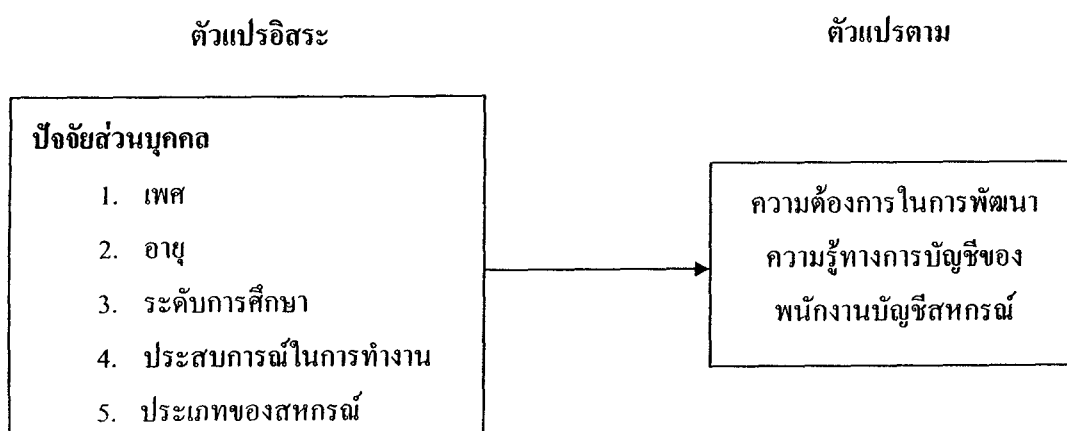 ตัวแปรอิสระ
ตัวแปรตาม
ปัจจัยส่วนบุคคล
1. เพศ
2. อายุ
3. ระดับการศึกษา
4. ประสบการณ์ในการทำงาน
5. ประเภทของสหกรณ์
ความต้องการในการพัฒนา
ความรู้ทางการบัญชีของ
พนักงานบัญชีสหกรณ์